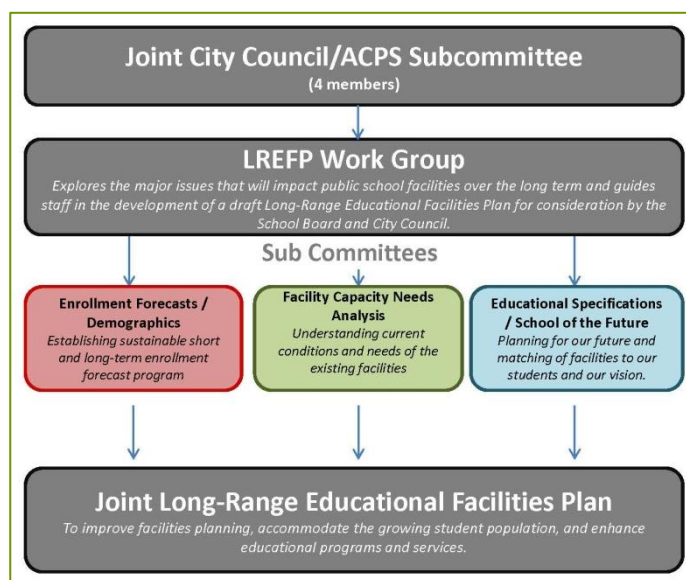 Joint City Council/ACPS Subcommittee
(4 members)
LREFP Work Group
Explores the major issues that will impact public school facilities over the long term and guides
staff in the development of a draft Long-Range Educational Facilities Plan for consideration by the
School Board and City Council.
Sub Committees
Enrollment Forecasts /
Demographics
Establishing sustainable short
and long-term enrollment
forecast program
Facility Capacity Needs
Analysis
Understanding current
conditions and needs of the
existing facilities
Educational Specifications
/ School of the Future
Planning for our future and
matching of facilities to our
students and our vision.
Joint Long-Range Educational Facilities Plan
To improve facilities planning, accommodate the growing student population, and enhance
educational programs and services.